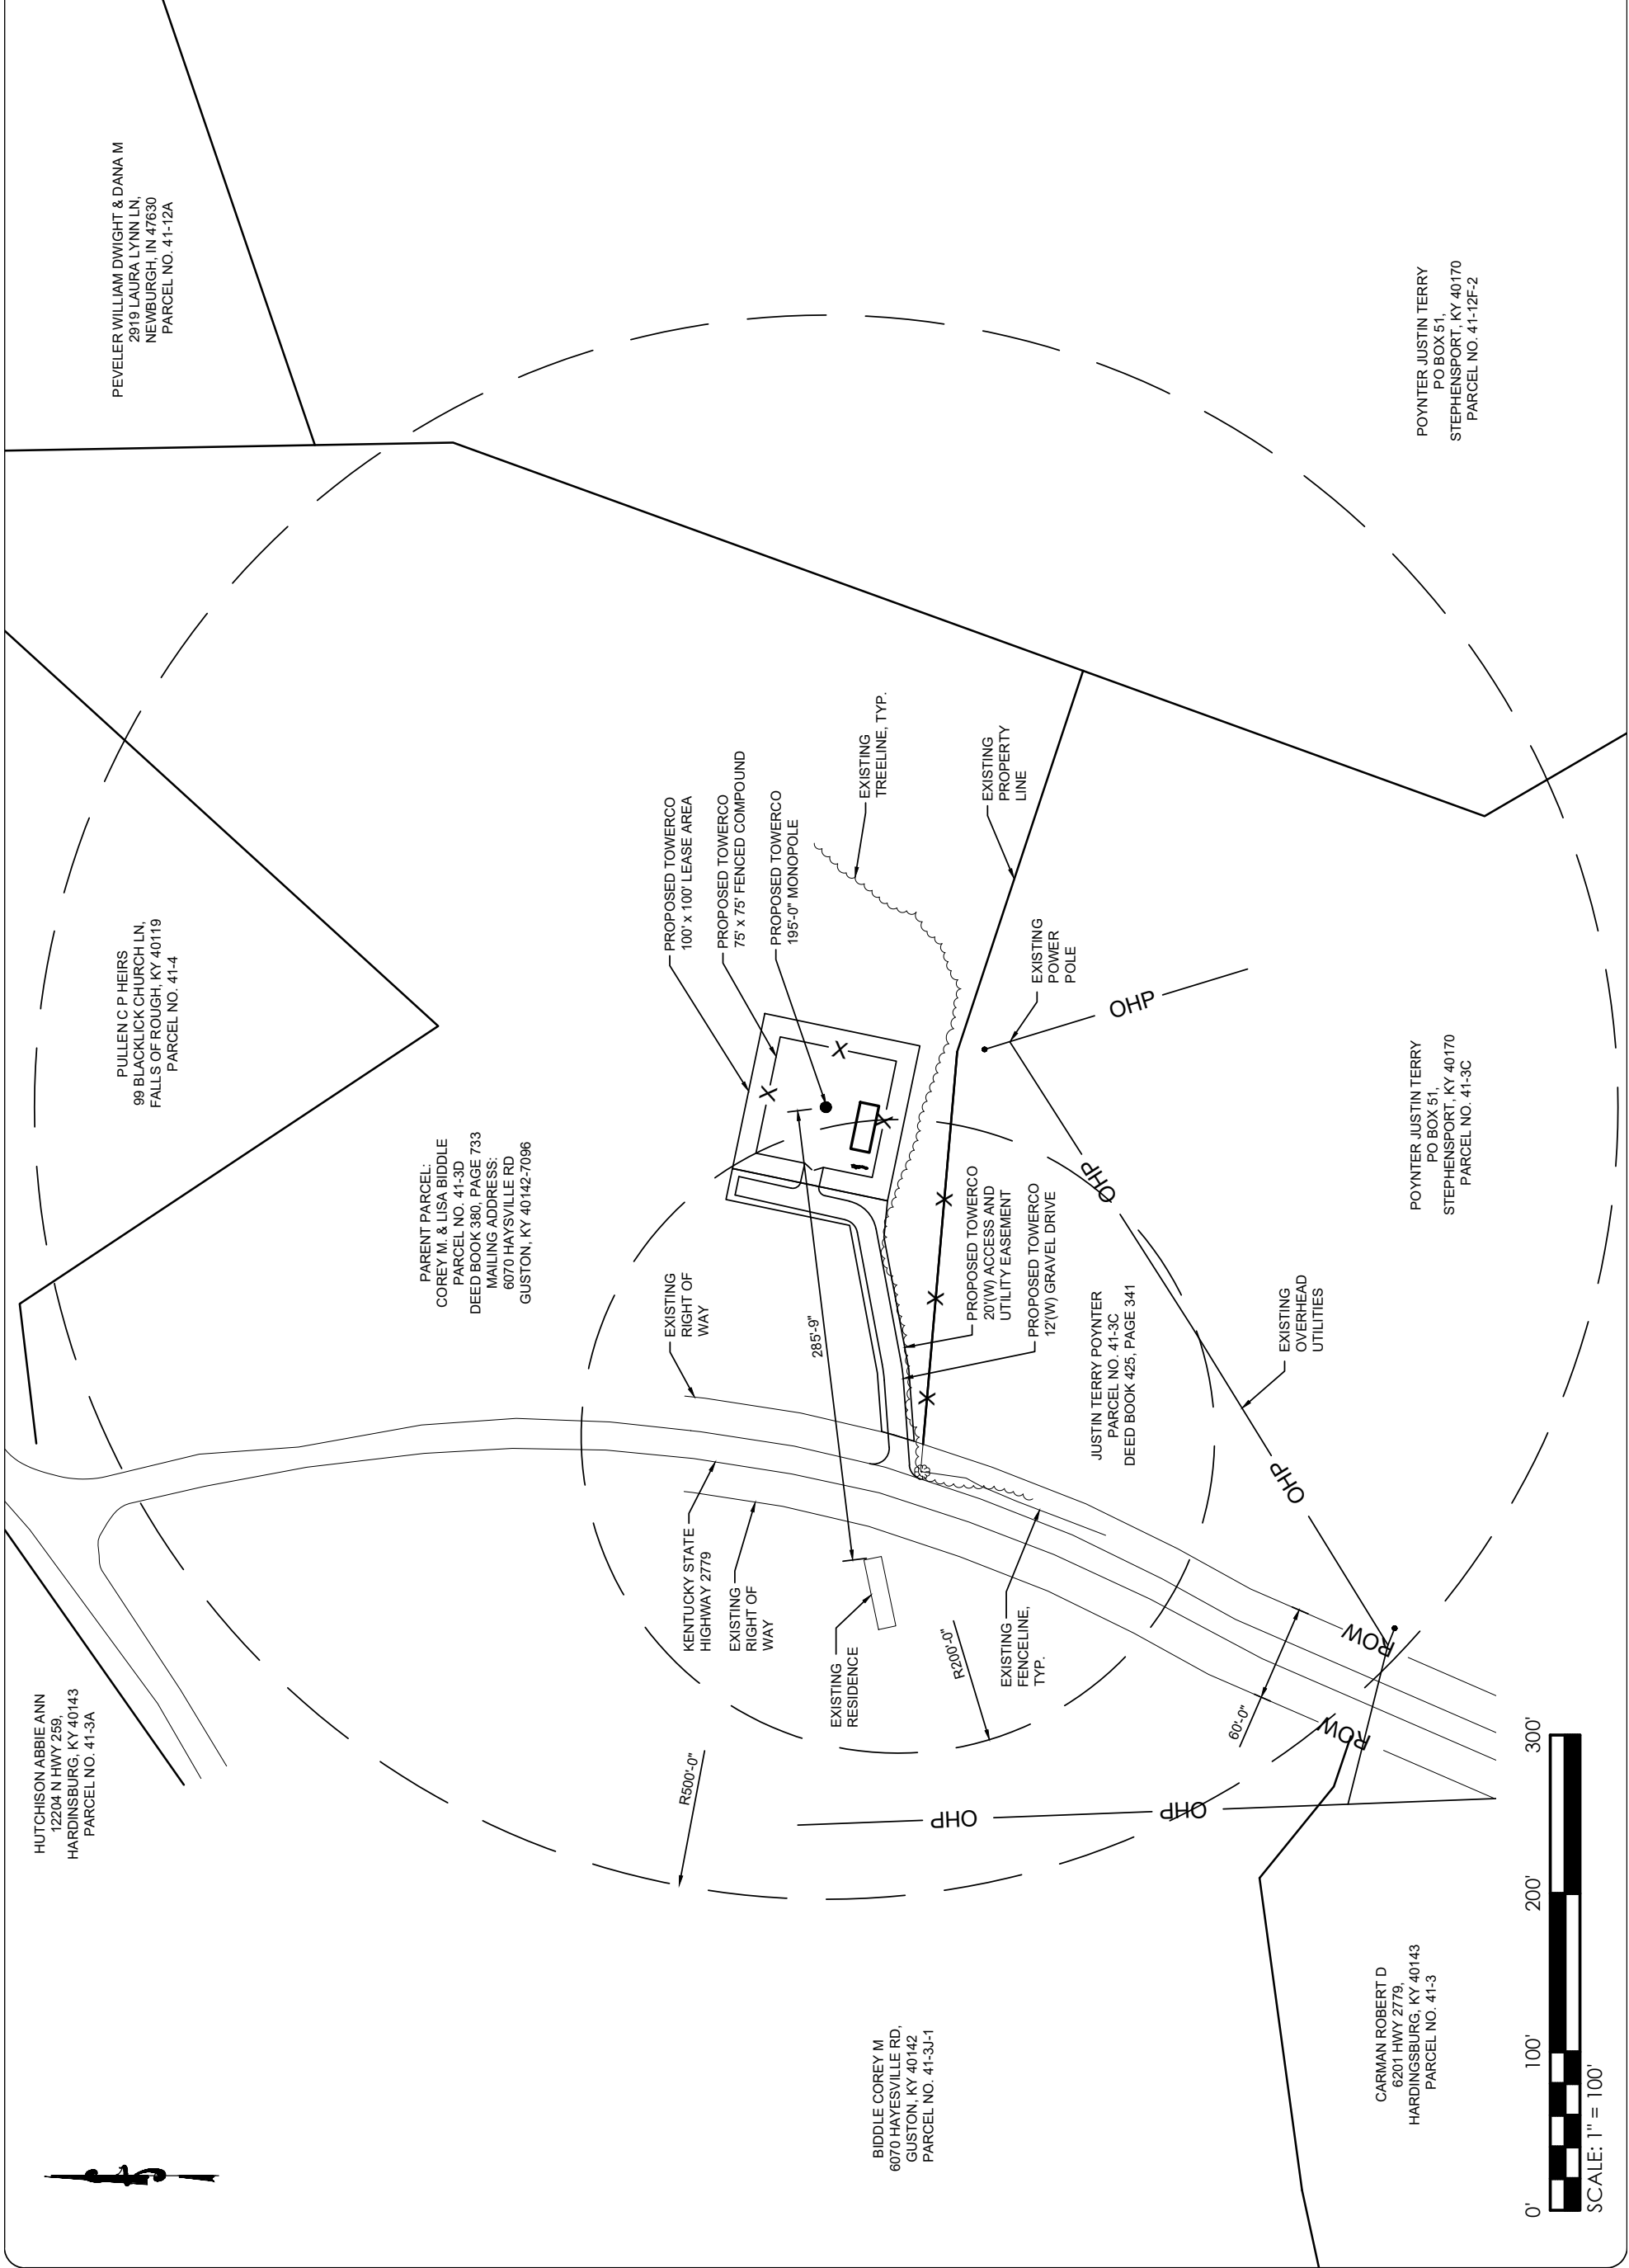 PEVELER WILLIAM DWIGHT & DANA M
2919 LAURA LYNN LN,
NEWBURGH, IN 47630
PARCEL NO. 41-12A
PULLEN C P HEIRS
99 BLACKLICK CHURCH LN,
FALLS OF ROUGH, KY 40119
PARCEL NO. 41-4
HUTCHISON ABBIE ANN
12204 N HWY 259,
HARDINSBURG, KY 40143
PARCEL NO. 41-3A
PARENT PARCEL:
COREY M. & LISA BIDDLE
PARCEL NO. 41-3D
DEED BOOK 380, PAGE 733
MAILING ADDRESS:
6070 HAYSVILLE RD
GUSTON, KY 40142-7096
PROPOSED TOWERCO
100' x 100' LEASE AREA
PROPOSED TOWERCO
75' x 75' FENCED COMPOUND
PROPOSED TOWERCO
195'-0" MONOPOLE
EXISTING
TREELINE, TYP.
EXISTING
PROPERTY
LINE
EXISTING
POWER
POLE
EXISTING
RIGHT OF
WAY
285'-9"
X
X
X
X
X
X
PROPOSED TOWERCO
20'(W) ACCESS AND
UTILITY EASEMENT
PROPOSED TOWERCO
12'(W) GRAVEL DRIVE
KENTUCKY STATE
HIGHWAY 2779
EXISTING
RIGHT OF
WAY
EXISTING
RESIDENCE
R200'-0"
EXISTING
FENCELINE,
TYP.
R500'-0"
JUSTIN TERRY POYNTER
PARCEL NO. 41-3C
DEED BOOK 425, PAGE 341
EXISTING
OVERHEAD
UTILITIES
OHP
OHP
OHP
OHP
OHP
60'-0"
ROW
ROW
POYNTER JUSTIN TERRY
PO BOX 51,
STEPHENSPORT, KY 40170
PARCEL NO. 41-12F-2
POYNTER JUSTIN TERRY
PO BOX 51,
STEPHENSPORT, KY 40170
PARCEL NO. 41-3C
BIDDLE COREY M
6070 HAYESVILLE RD,
GUSTON, KY 40142
PARCEL NO. 41-3J-1
CARMAN ROBERT D
6201 HWY 2779,
HARDINGSBURG, KY 40143
PARCEL NO. 41-3
0' 100' 200' 300'
SCALE: 1" = 100'